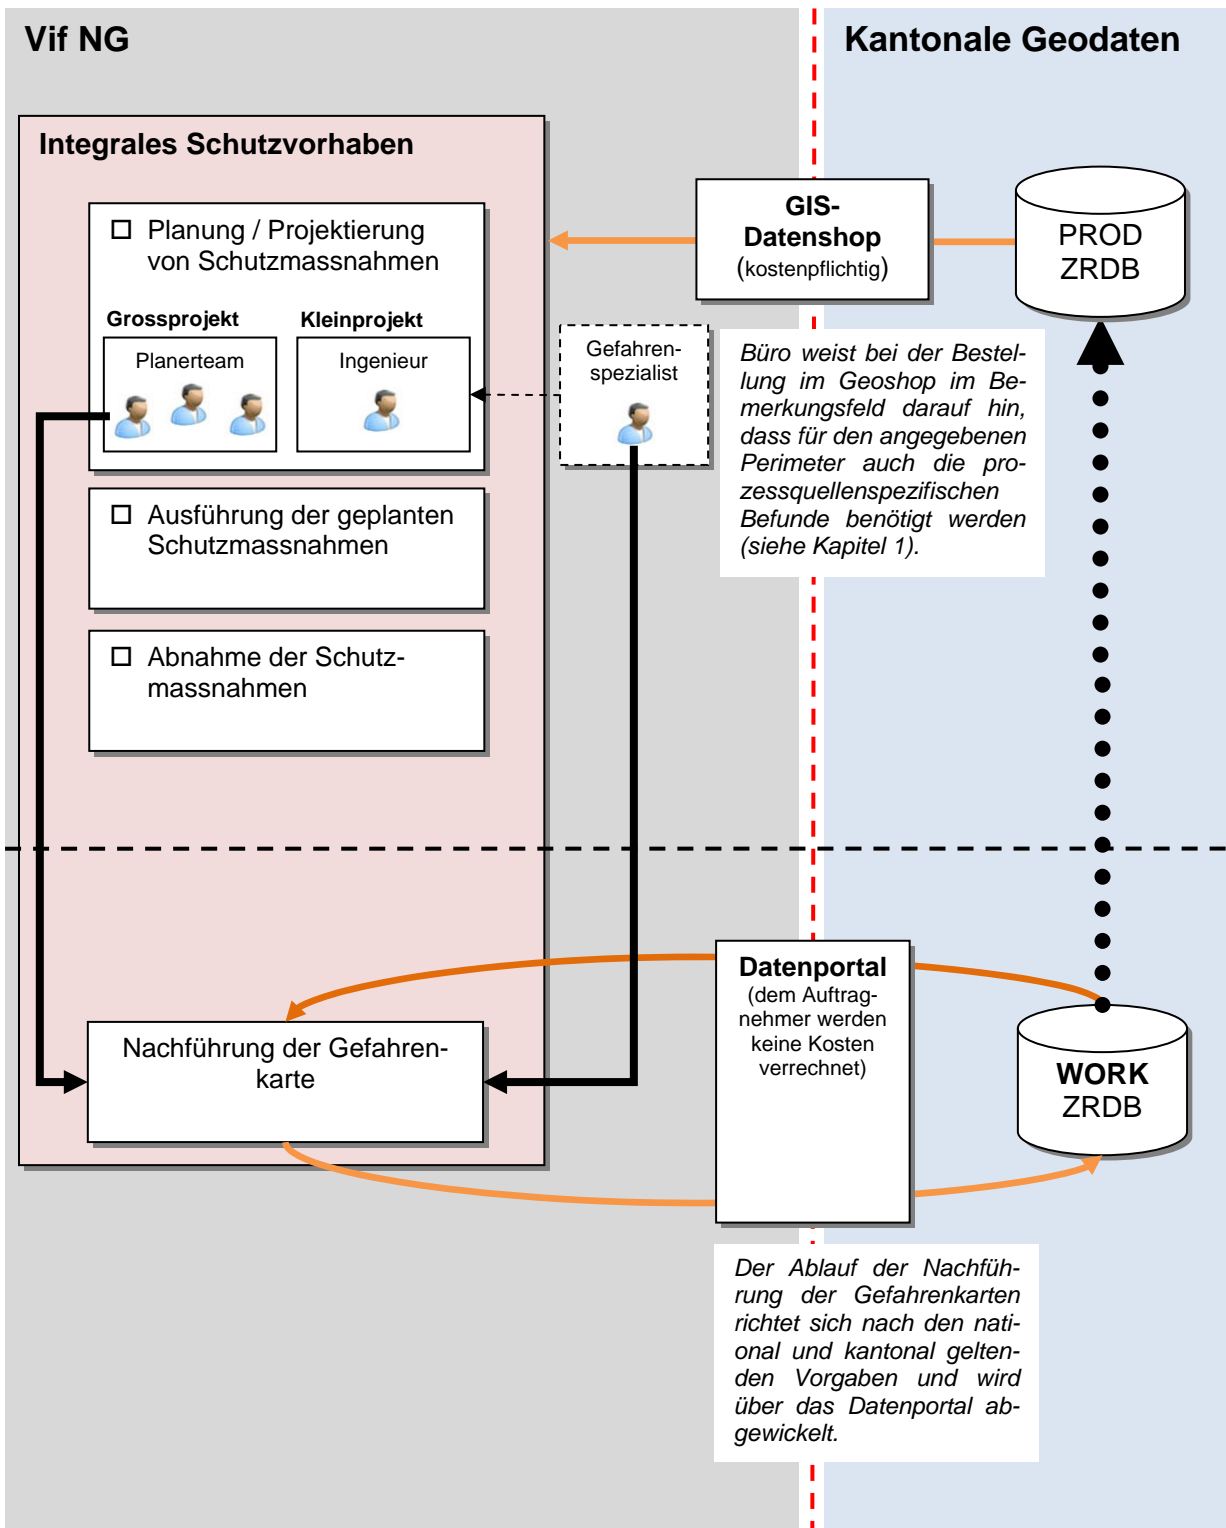 Vif NG
Kantonale Geodaten
Integrales Schutzvorhaben
Planung / Projektierung
von Schutzmassnahmen
Grossprojekt
Kleinprojekt
Planerteam
Ingenieur
Gefahren-
spezialist
GIS-
Datenshop
(kostenpflichtig)
PROD
ZRDB
Büro weist bei der Bestel-
lung im Geoshop im Be-
merkungsfeld darauf hin,
dass für den angegebenen
Perimeter auch die pro-
zessquellenspezifischen
Befunde benötigt werden
(siehe Kapitel 1).
Ausführung der geplanten
Schutzmassnahmen
Abnahme der Schutz-
massnahmen
Datenportal
(dem Auftrag-
nehmer werden
keine Kosten
verrechnet)
Nachführung der Gefahren-
karte
WORK
ZRDB
Der Ablauf der Nachfüh-
rung der Gefahrenkarten
richtet sich nach den nati-
onal und kantonal gelten-
den Vorgaben und wird
über das Datenportal ab-
gewickelt.